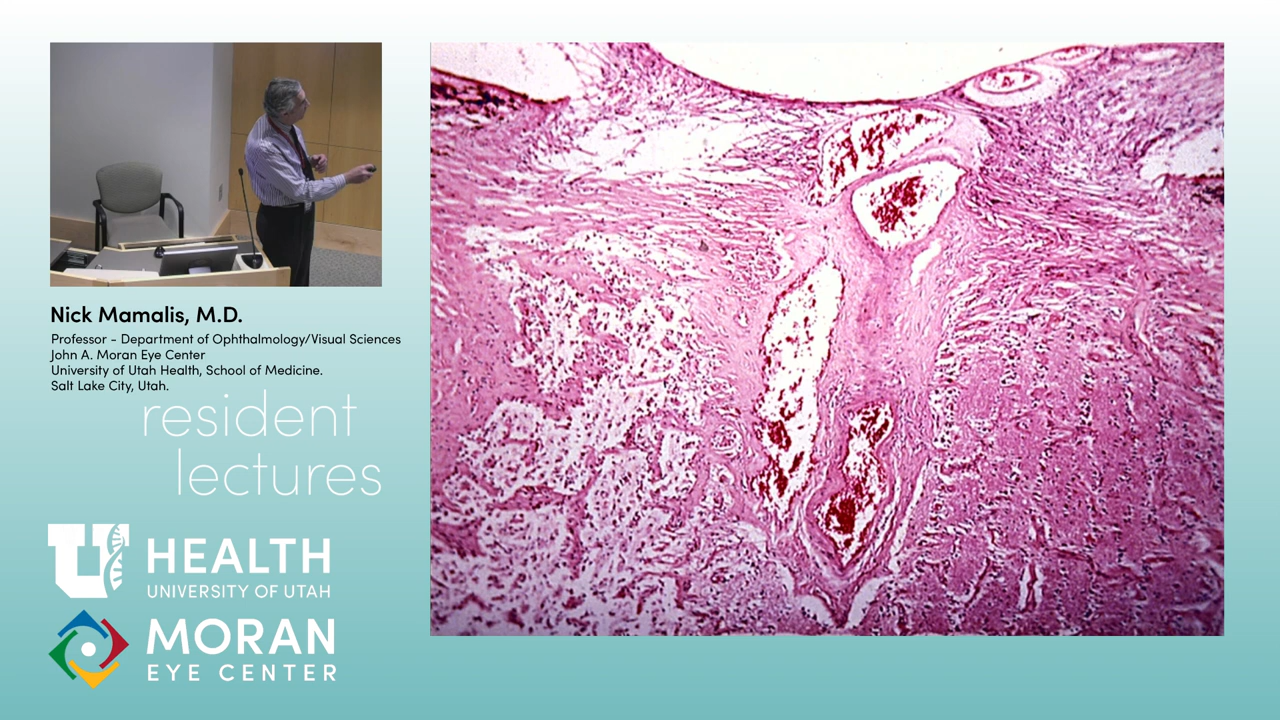 Nick Mamalis, M.D.
Professor - Department of Ophthalmology/Visual Sciences
John A. Moran Eye Center
University of Utah Health, School of Medicine.
Salt Lake City, Utah.
resident
lectures
U HEALTH
UNIVERSITY OF UTAH
MORAN
EYE CENTER